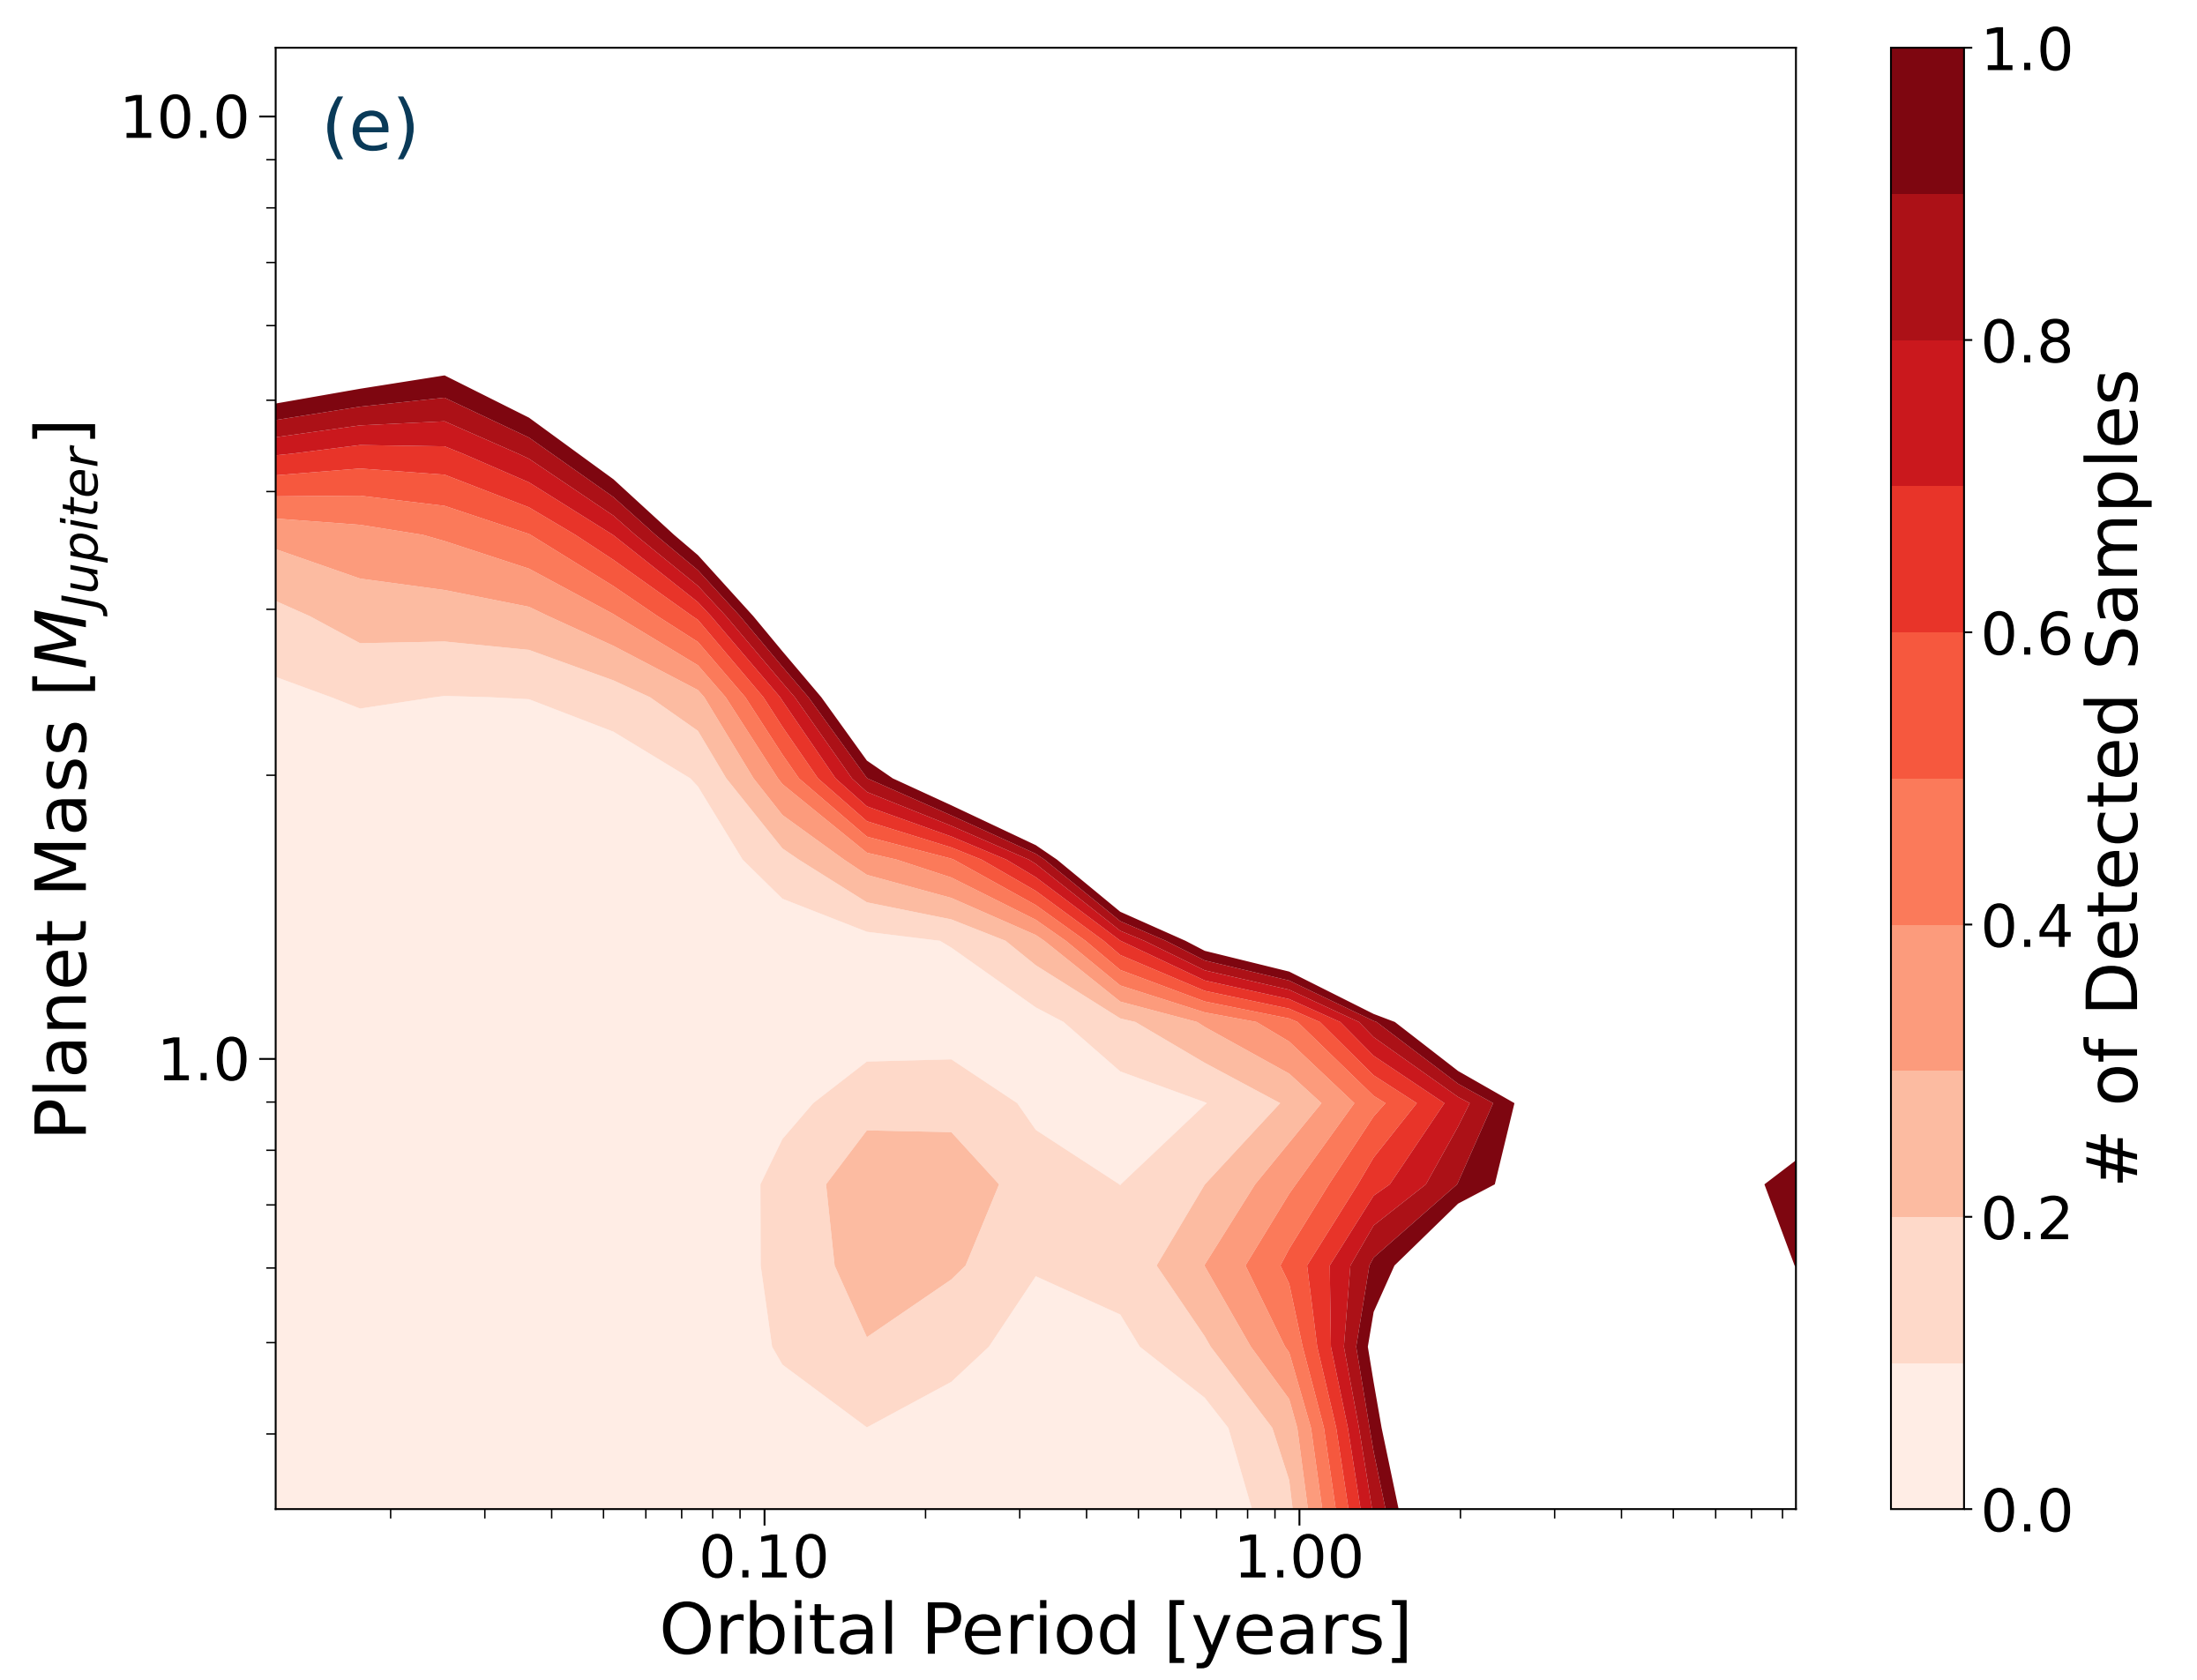 (e)
10.0
1.0
Planet Mass [M_Jupiter]
0.10
1.00
Orbital Period [years]
1.0
0.8
0.6
0.4
0.2
0.0
# of Detected Samples